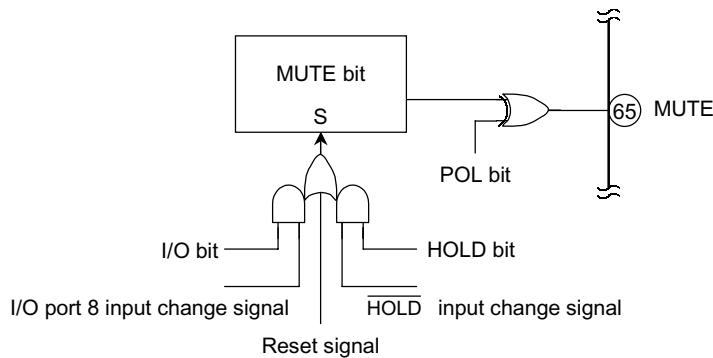 MUTE bit
S
65 MUTE
POL bit
I/O bit
HOLD bit
I/O port 8 input change signal
HOLD input change signal
Reset signal